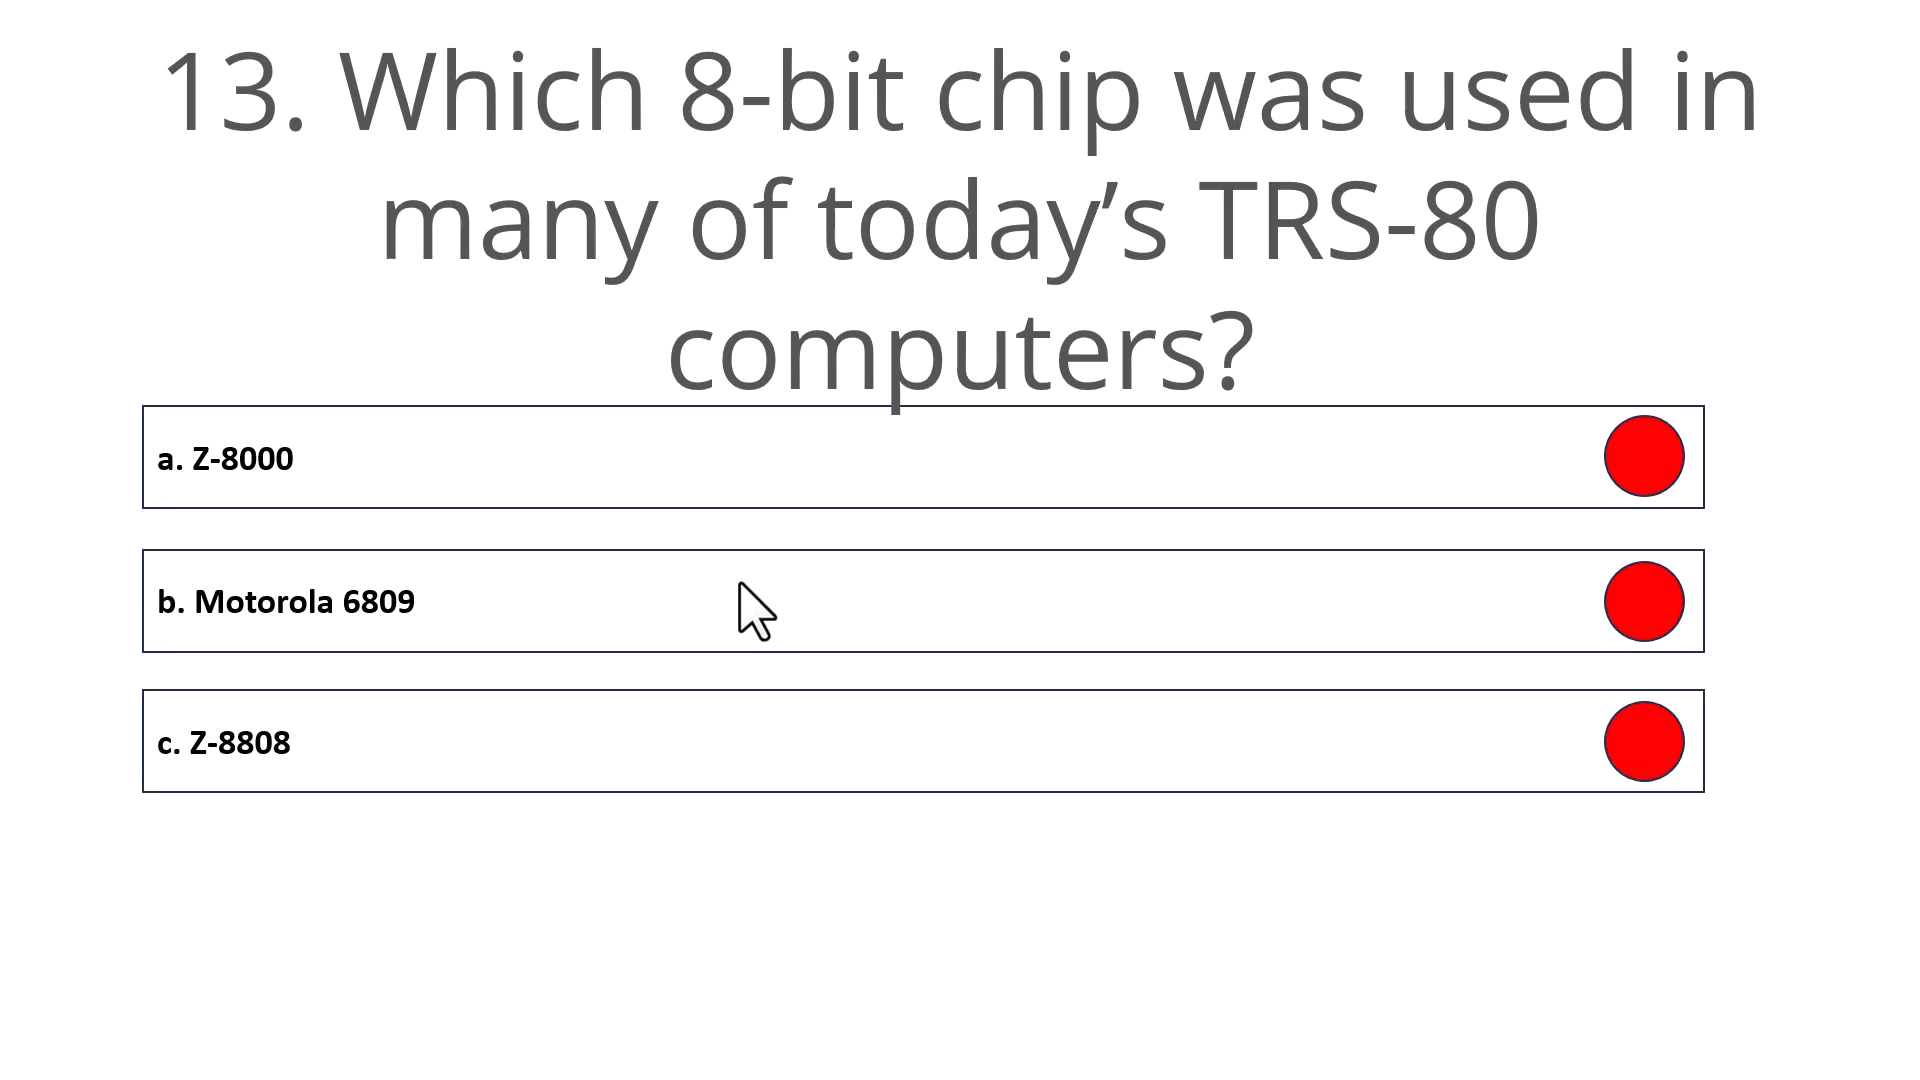 13. Which 8-bit chip was used in
many of today’s TRS-80
computers?
a. Z-8000
b. Motorola 6809
c. Z-8808